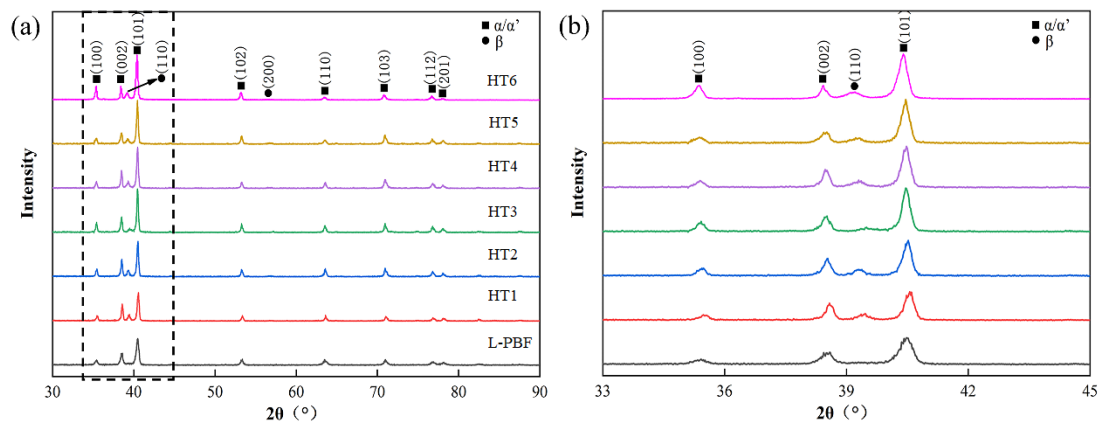 (a)
(100)
(002)
(101)
(110)
(102)
(200)
(110)
(103)
(112)
(201)
■ α/α’
● β
HT6
HT5
HT4
HT3
HT2
HT1
L-PBF
Intensity
30 40 50 60 70 80 90
2θ（°）
(b)
(100)
(002)
(110)
(101)
■ α/α’
● β
Intensity
33 36 39 42 45
2θ（°）